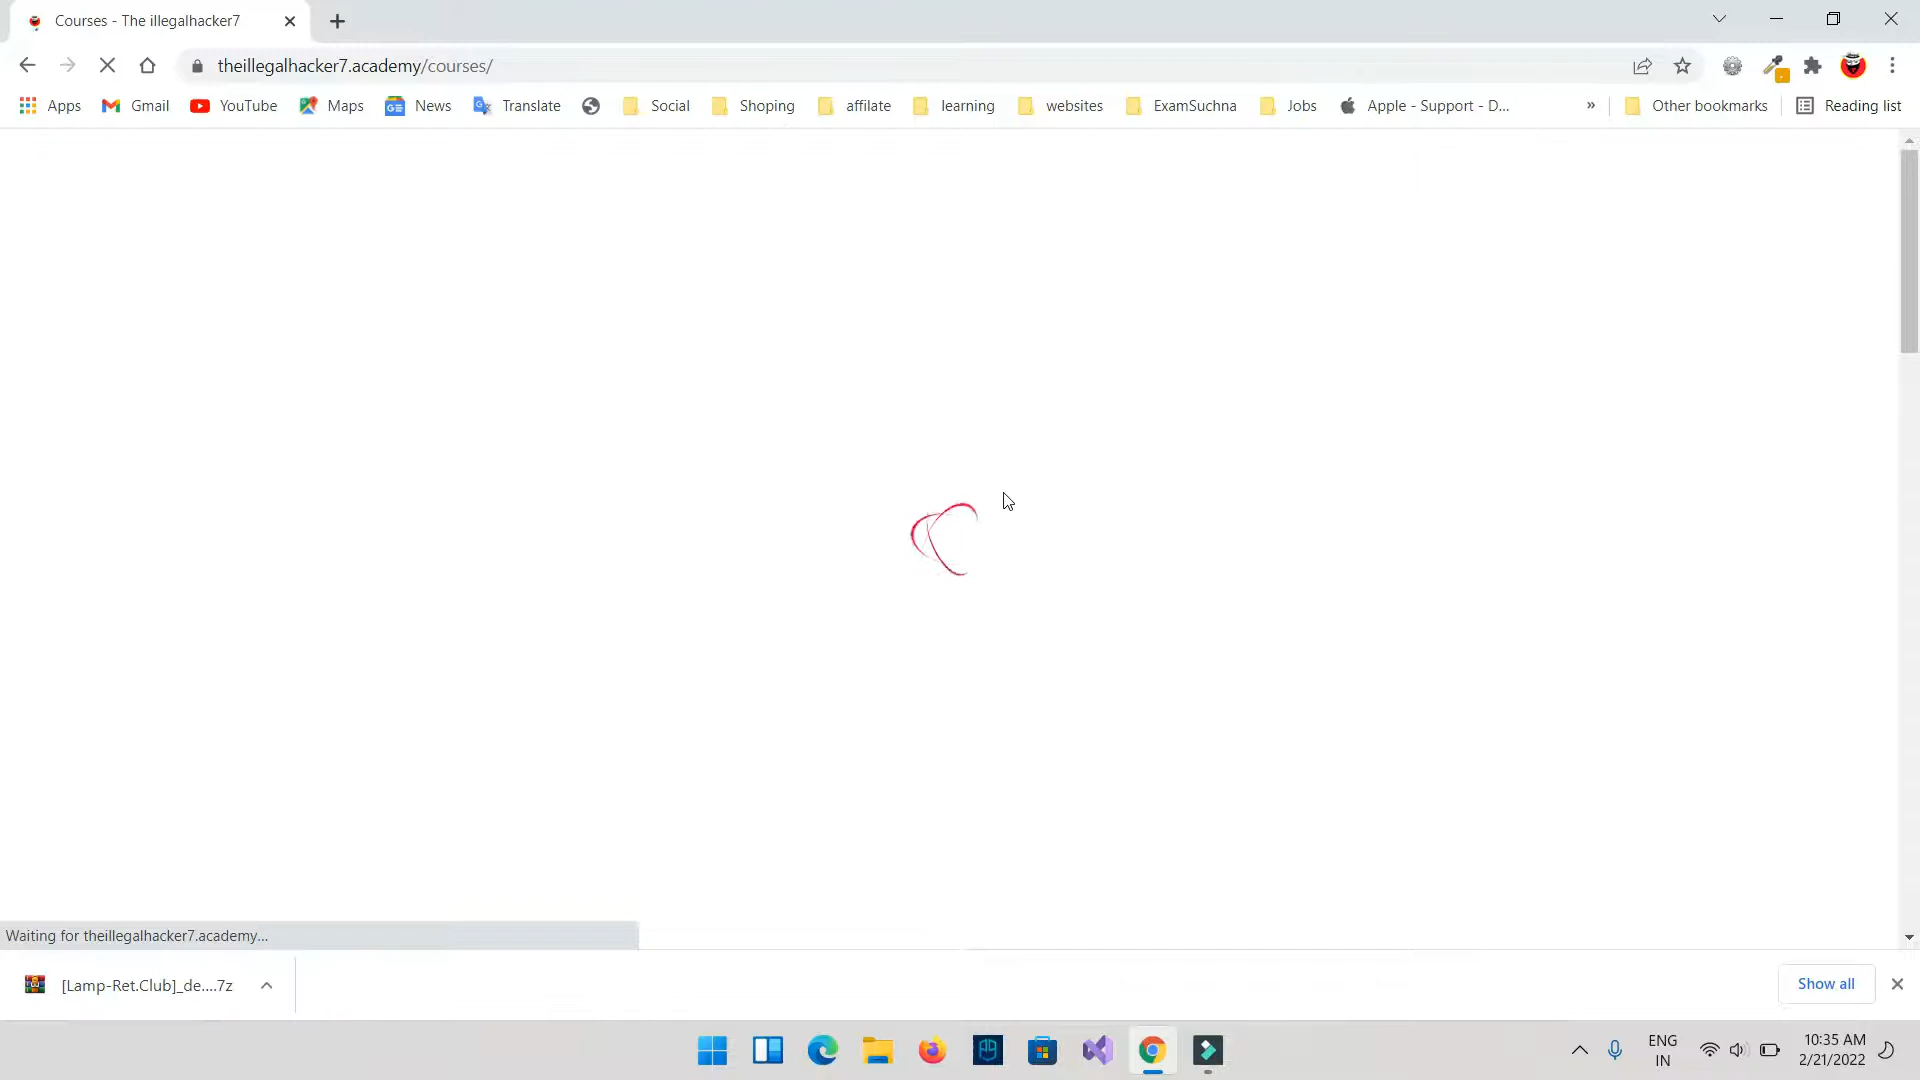 Courses - The illegalhacker7
theillegalhacker7.academy/courses/
Apps Gmail YouTube Maps News Translate Social Shoping affilate learning websites ExamSuchna Jobs Apple - Support - D... » Other bookmarks Reading list
Waiting for theillegalhacker7.academy...
[Lamp-Ret.Club]_de....7z
Show all
ENG
IN
10:35 AM
2/21/2022